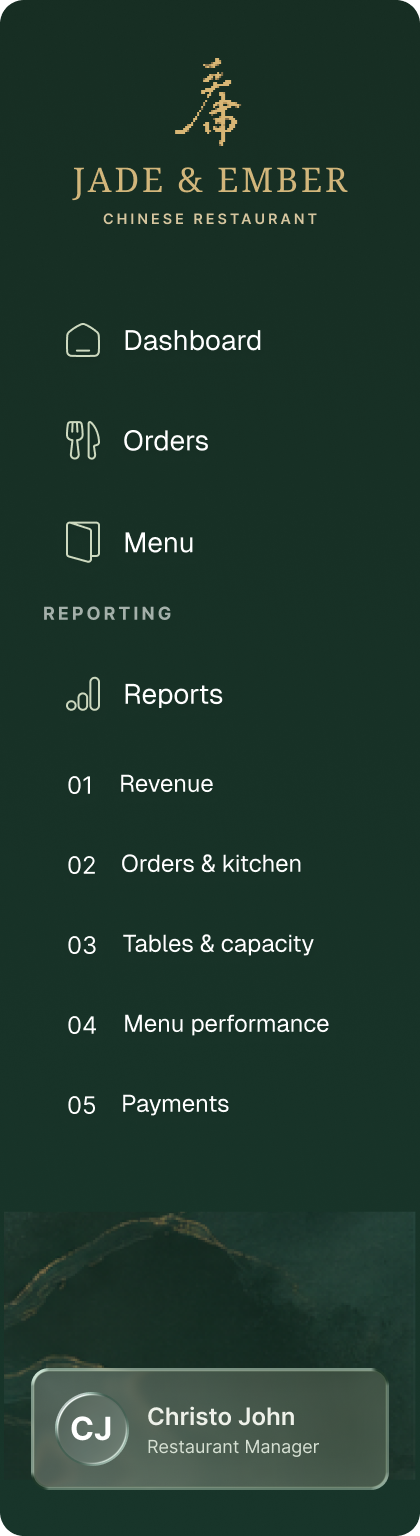 JADE & EMBER
CHINESE RESTAURANT
Dashboard
Orders
Menu
REPORTING
Reports
01 Revenue
02 Orders & kitchen
03 Tables & capacity
04 Menu performance
05 Payments
CJ
Christo John
Restaurant Manager